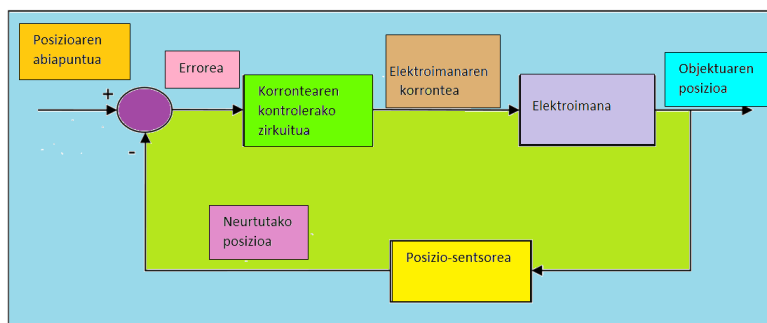 Posizioaren
abiapuntua
Errorea
Elektroimanaren
korrontea
Objektuaren
posizioa
+
Korrontearen
kontrolerako
zirkuitua
Elektroimana
-
Neurtutako
posizioa
Posizio-sentsorea